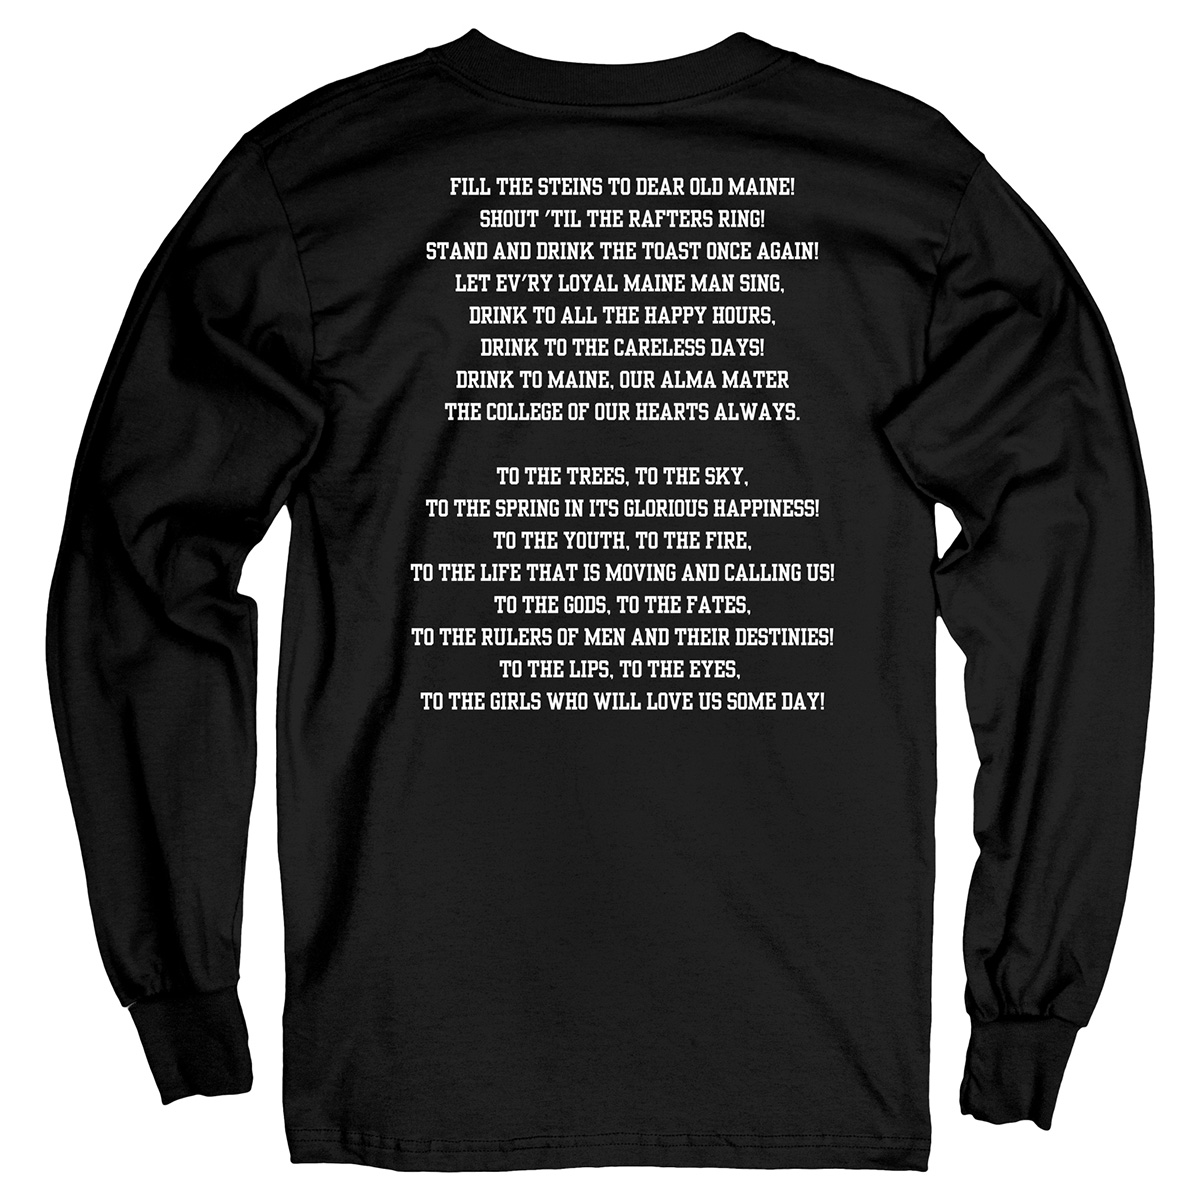 FILL THE STEINS TO DEAR OLD MAINE!
SHOUT 'TIL THE RAFTERS RING!
STAND AND DRINK THE TOAST ONCE AGAIN!
LET EV'RY LOYAL MAINE MAN SING,
DRINK TO ALL THE HAPPY HOURS,
DRINK TO THE CARELESS DAYS!
DRINK TO MAINE, OUR ALMA MATER
THE COLLEGE OF OUR HEARTS ALWAYS.
TO THE TREES, TO THE SKY,
TO THE SPRING IN ITS GLORIOUS HAPPINESS!
TO THE YOUTH, TO THE FIRE,
TO THE LIFE THAT IS MOVING AND CALLING US!
TO THE GODS, TO THE FATES,
TO THE RULERS OF MEN AND THEIR DESTINIES!
TO THE LIPS, TO THE EYES,
TO THE GIRLS WHO WILL LOVE US SOME DAY!